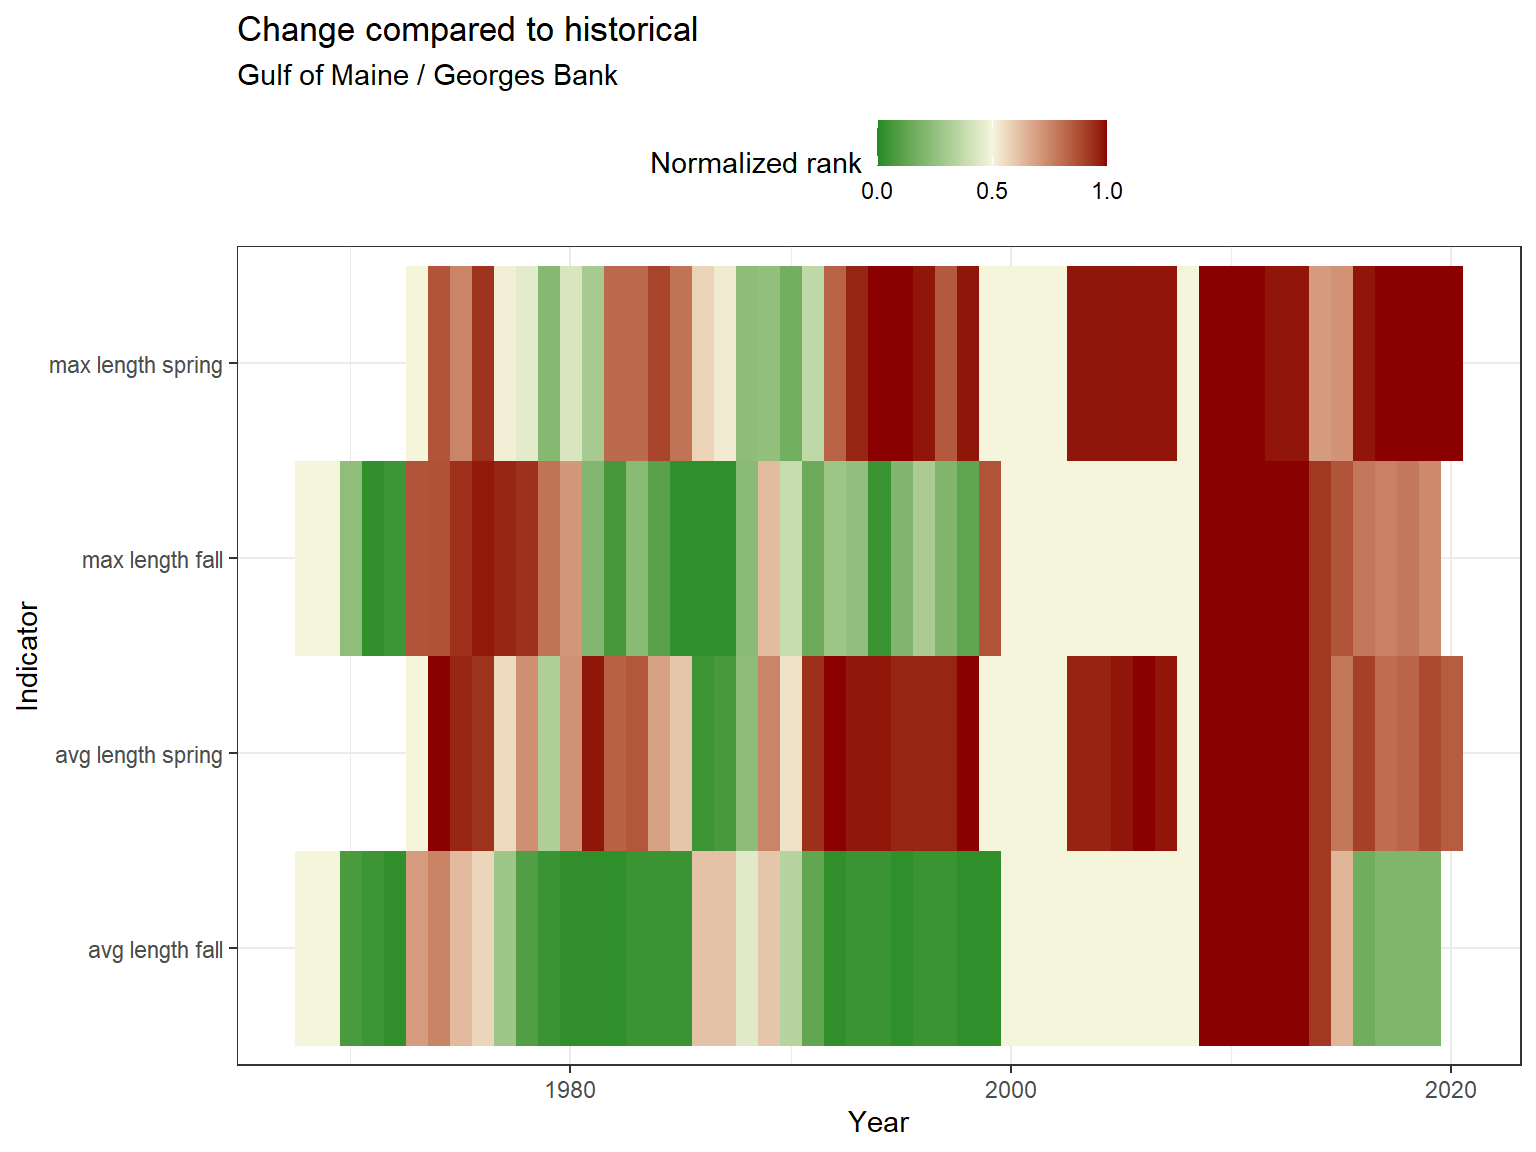 Change compared to historical
Gulf of Maine / Georges Bank
Normalized rank
0.0 0.5 1.0
Indicator
max length spring
max length fall
avg length spring
avg length fall
1980 2000 2020
Year